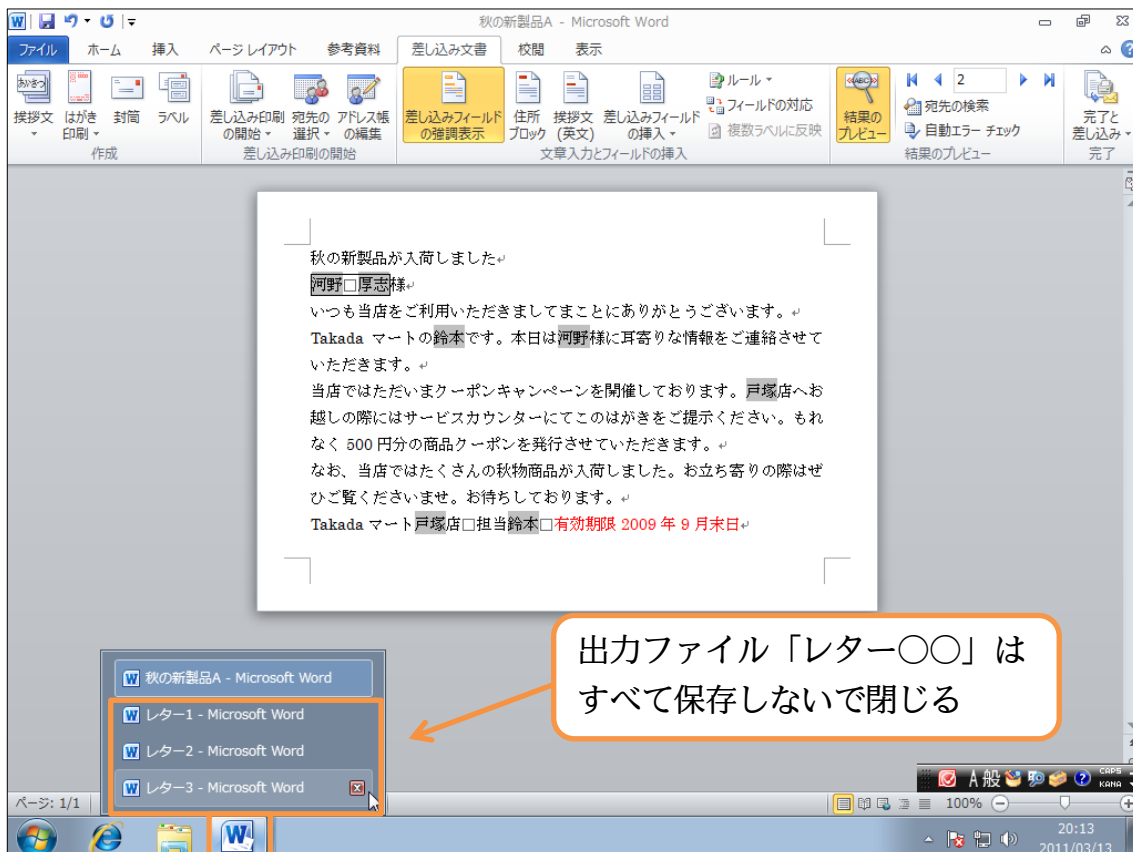 秋の新製品A - Microsoft Word
ファイル ホーム 挿入 ページ レイアウト 参考資料 差し込み文書 校閲 表示
挨拶文 はがき印刷 封筒 ラベル 差し込み印刷の開始 宛先の選択 アドレス帳の編集 差し込みフィールドの強調表示 住所ブロック 挨拶文(英文) 差し込みフィールドの挿入 ルール フィールドの対応 複数ラベルに反映 結果のプレビュー 2 宛先の検索 自動エラー チェック 完了と差し込み
作成 差し込み印刷の開始 文章入力とフィールドの挿入 結果のプレビュー 完了
秋の新製品が入荷しました↵
河野□厚志様↵
いつも当店をご利用いただきましてまことにありがとうございます。↵
Takada マートの鈴本です。本日は河野様に耳寄りな情報をご連絡させて
いただきます。↵
当店ではただいまクーポンキャンペーンを開催しております。戸塚店へお
越しの際にはサービスカウンターにてこのはがきをご提示ください。もれ
なく 500 円分の商品クーポンを発行させていただきます。↵
なお、当店ではたくさんの秋物商品が入荷しました。お立ち寄りの際はぜ
ひご覧くださいませ。お待ちしております。↵
Takada マート戸塚店□担当鈴本□有効期限 2009 年 9 月末日↵
出力ファイル「レター○○」は
すべて保存しないで閉じる
秋の新製品A - Microsoft Word
レター1 - Microsoft Word
レター2 - Microsoft Word
レター3 - Microsoft Word
A 般 CAPS KANA
ページ: 1/1 100%
20:13
2011/03/13